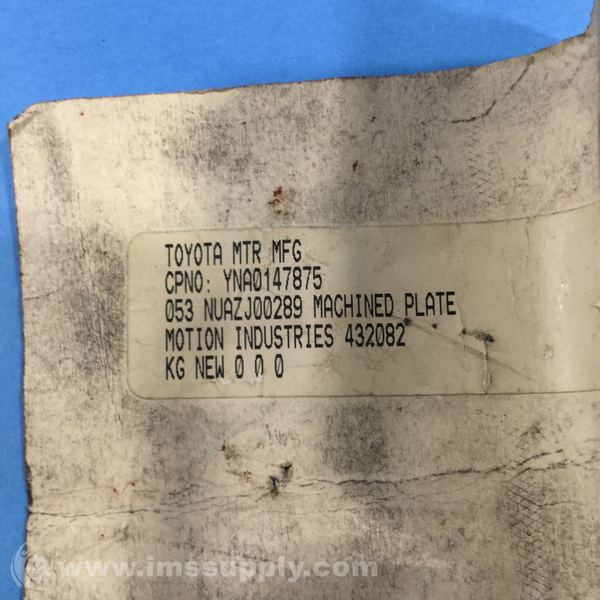 TOYOTA MTR MFG
CPNO: YNA0147875
053 NUAZJ00289 MACHINED PLATE
MOTION INDUSTRIES 432082
KG NEW 0 0 0
www.imssupply.com